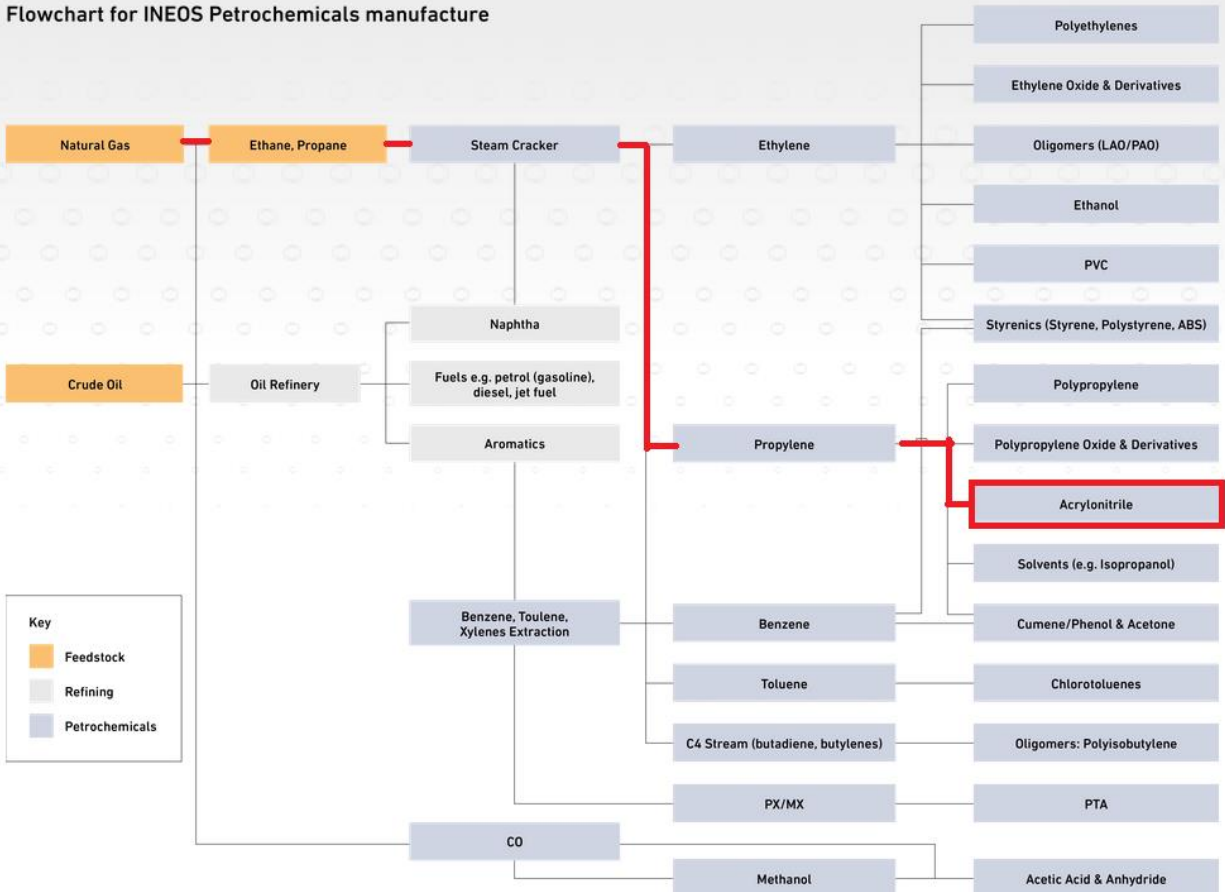 Flowchart for INEOS Petrochemicals manufacture
Polyethylenes
Ethylene Oxide & Derivatives
Natural Gas
Ethane, Propane
Steam Cracker
Ethylene
Oligomers (LAO/PAO)
Ethanol
PVC
Naphtha
Styrenics (Styrene, Polystyrene, ABS)
Crude Oil
Oil Refinery
Fuels e.g. petrol (gasoline),
diesel, jet fuel
Polypropylene
Aromatics
Propylene
Polypropylene Oxide & Derivatives
Acrylonitrile
Solvents (e.g. Isopropanol)
Key
Feedstock
Refining
Petrochemicals
Benzene, Toulene,
Xylenes Extraction
Benzene
Cumene/Phenol & Acetone
Toluene
Chlorotoluenes
C4 Stream (butadiene, butylenes)
Oligomers: Polyisobutylene
PX/MX
PTA
CO
Methanol
Acetic Acid & Anhydride